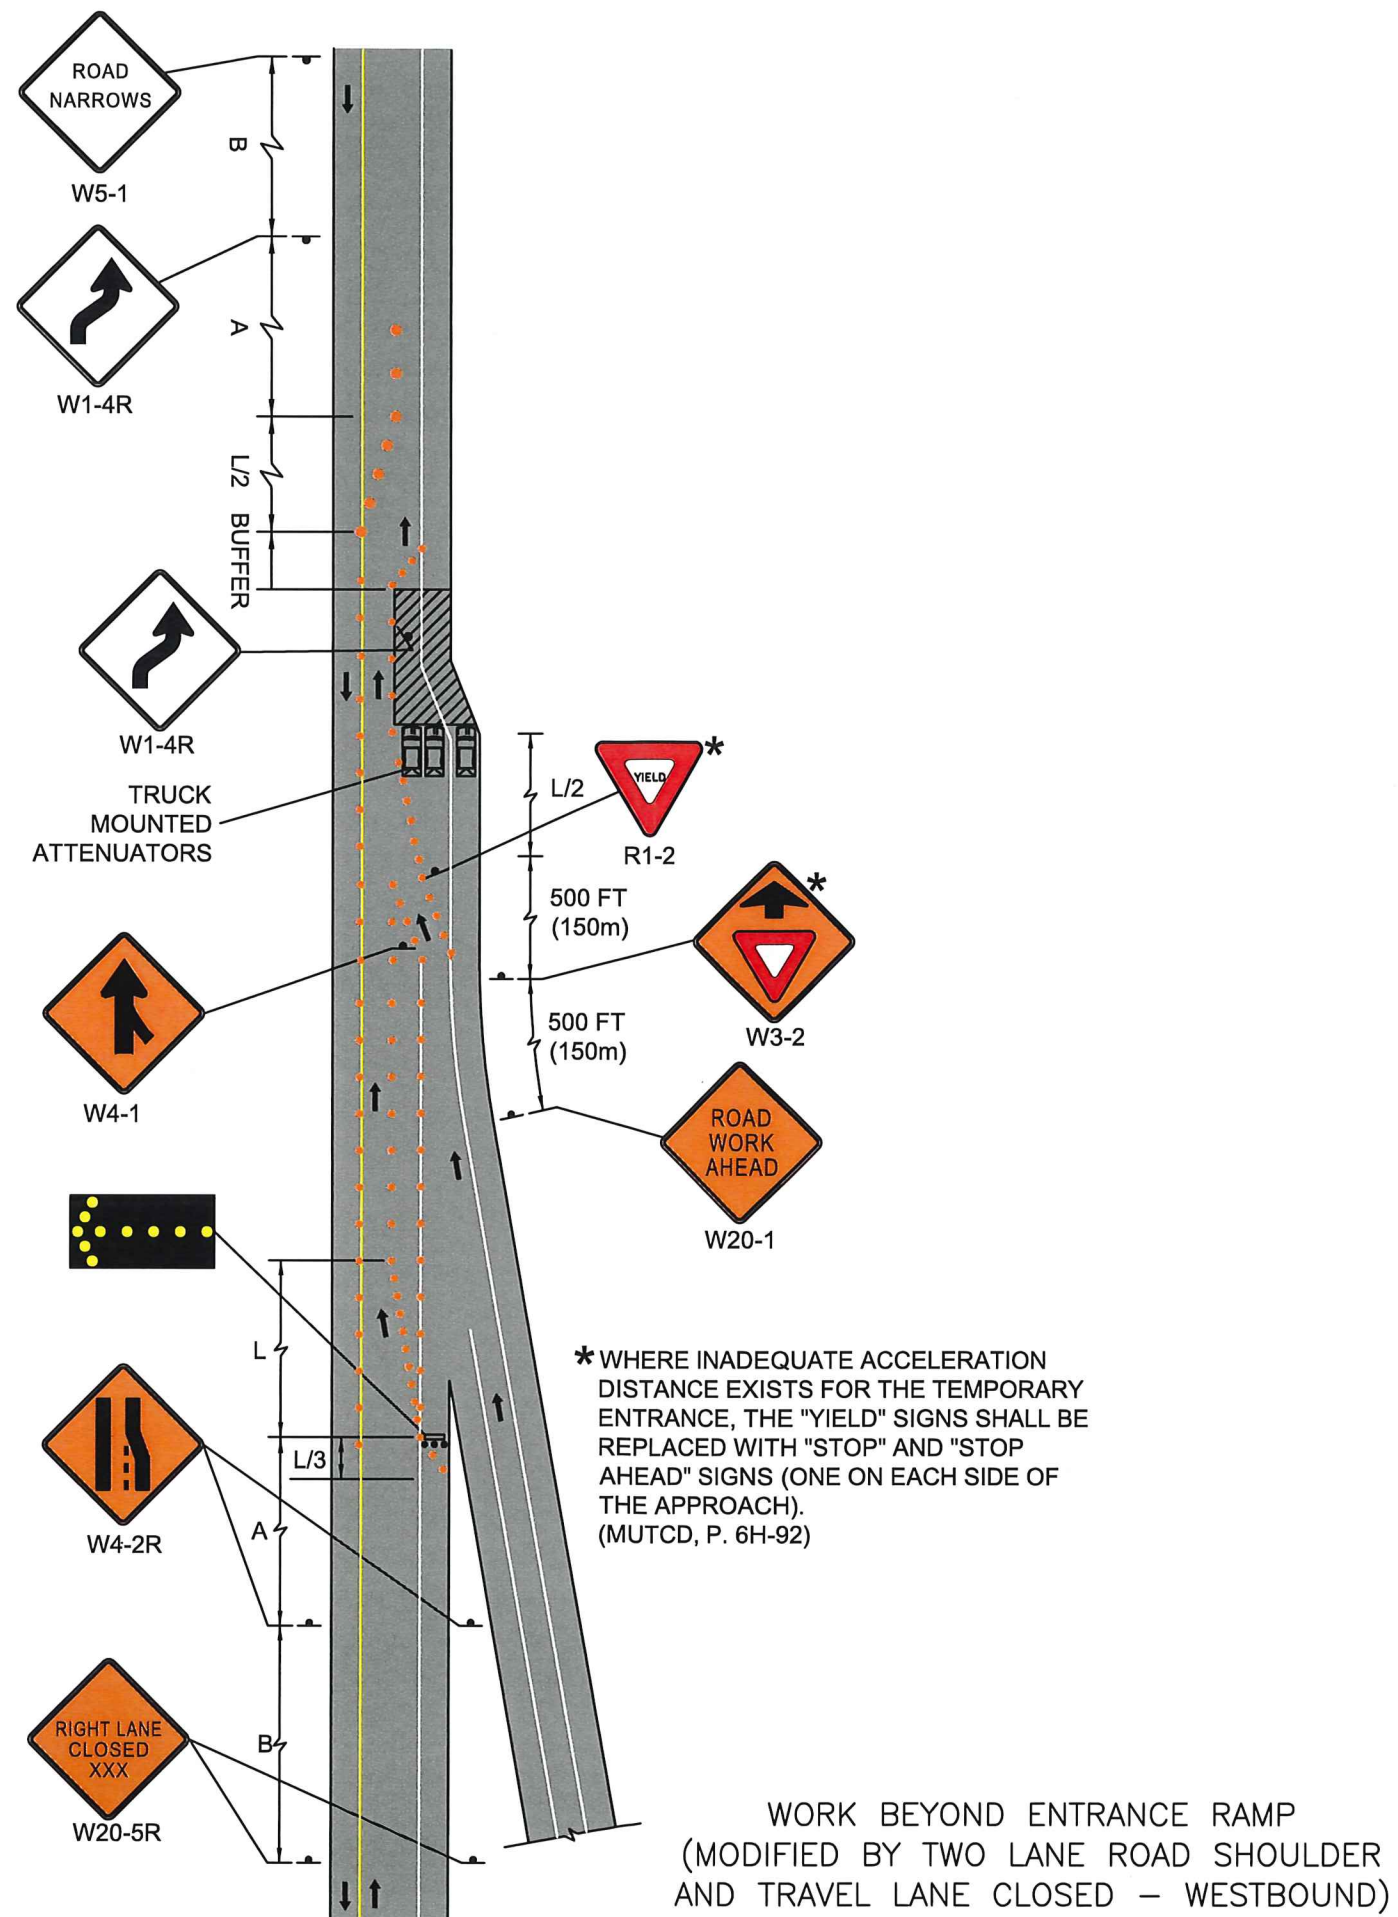 ROAD
NARROWS
W5-1
B
W1-4R
A
L/2
BUFFER
W1-4R
TRUCK
MOUNTED
ATTENUATORS
L/2
YIELD
*
R1-2
500 FT
(150m)
*
W3-2
500 FT
(150m)
W4-1
ROAD
WORK
AHEAD
W20-1
L
* WHERE INADEQUATE ACCELERATION
DISTANCE EXISTS FOR THE TEMPORARY
ENTRANCE, THE "YIELD" SIGNS SHALL BE
REPLACED WITH "STOP" AND "STOP
AHEAD" SIGNS (ONE ON EACH SIDE OF
THE APPROACH).
(MUTCD, P. 6H-92)
L/3
W4-2R
A
RIGHT LANE
CLOSED
XXX
W20-5R
B
WORK BEYOND ENTRANCE RAMP
(MODIFIED BY TWO LANE ROAD SHOULDER
AND TRAVEL LANE CLOSED – WESTBOUND)